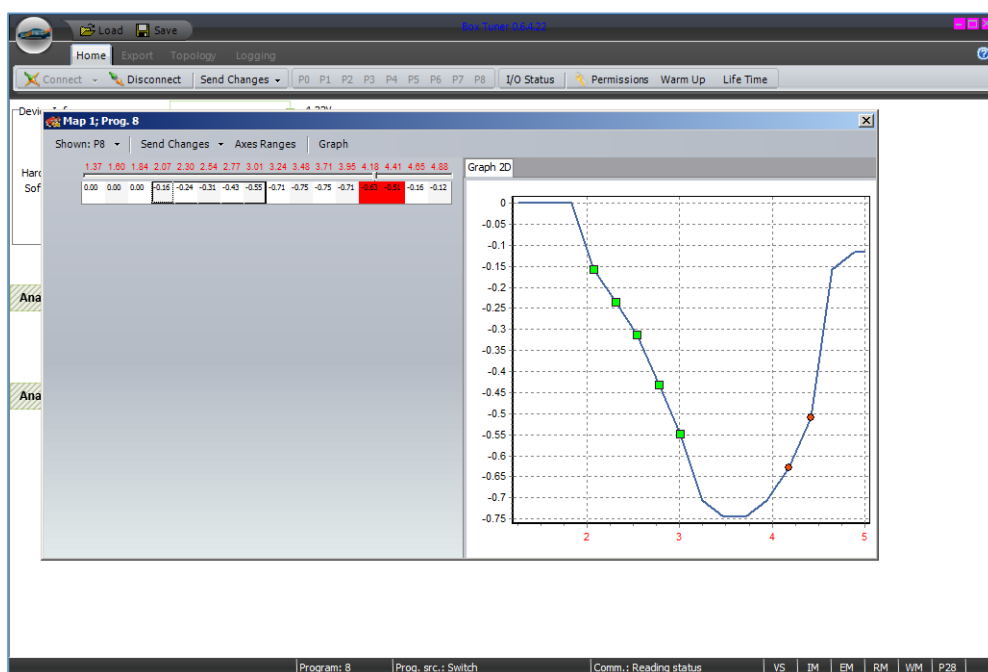 Load Save
Box Tuner 0.6.4.22
Home Export Topology Logging
Connect Disconnect Send Changes P0 P1 P2 P3 P4 P5 P6 P7 P8 I/O Status Permissions Warm Up Life Time
Map 1; Prog. 8
Shown: P8 Send Changes Axes Ranges Graph
1.37 1.60 1.84 2.07 2.30 2.54 2.77 3.01 3.24 3.48 3.71 3.95 4.18 4.41 4.65 4.88
0.00 0.00 0.00 -0.16 -0.24 -0.31 -0.43 -0.55 -0.71 -0.75 -0.75 -0.71 -0.63 -0.51 -0.16 -0.12
Hard
Sof
Ana
Ana
Graph 2D
0
-0.05
-0.1
-0.15
-0.2
-0.25
-0.3
-0.35
-0.4
-0.45
-0.5
-0.55
-0.6
-0.65
-0.7
-0.75
2 3 4 5
Program: 8 Prog. src.: Switch Comm.: Reading status VS IM EM RM WM P28